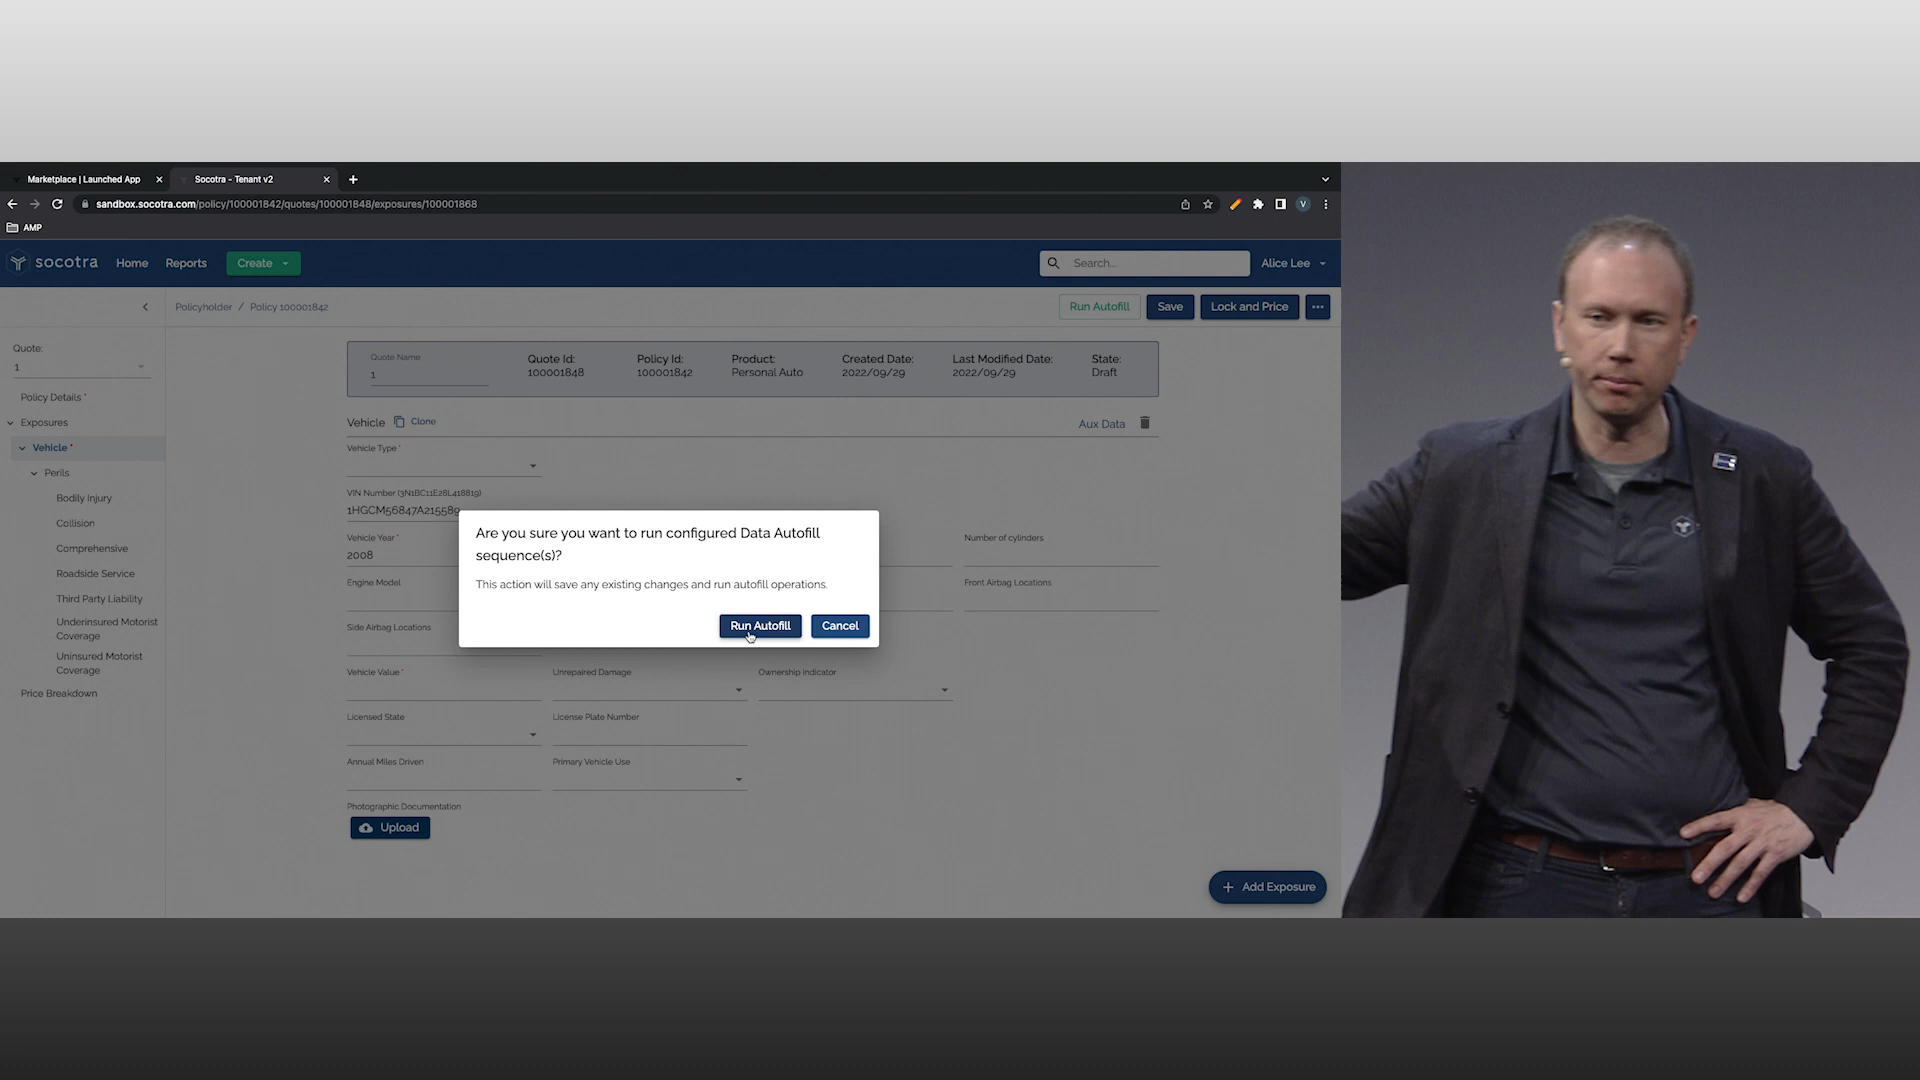 Marketplace | Launched App
Socotra - Tenant v2
sandbox.socotra.com/policy/100001842/quotes/100001848/exposures/100001868
V
AMP
socotra
Home
Reports
Create
Search...
Alice Lee
Policyholder / Policy 100001842
Run Autofill
Save
Lock and Price
Quote:
1
Policy Details *
Exposures
Vehicle *
Perils
Bodily Injury
Collision
Comprehensive
Roadside Service
Third Party Liability
Underinsured Motorist
Coverage
Uninsured Motorist
Coverage
Price Breakdown
Quote Name
1
Quote Id:
100001848
Policy Id:
100001842
Product:
Personal Auto
Created Date:
2022/09/29
Last Modified Date:
2022/09/29
State:
Draft
Vehicle
Clone
Aux Data
Vehicle Type *
VIN Number (3N1BC11E28L418819)
1HGCM56847A215589
Vehicle Year *
2008
Number of cylinders
Engine Model
Front Airbag Locations
Side Airbag Locations
Are you sure you want to run configured Data Autofill
sequence(s)?
This action will save any existing changes and run autofill operations.
Run Autofill
Cancel
Vehicle Value *
Unrepaired Damage
Ownership Indicator
Licensed State
License Plate Number
Annual Miles Driven
Primary Vehicle Use
Photographic Documentation
Upload
+ Add Exposure